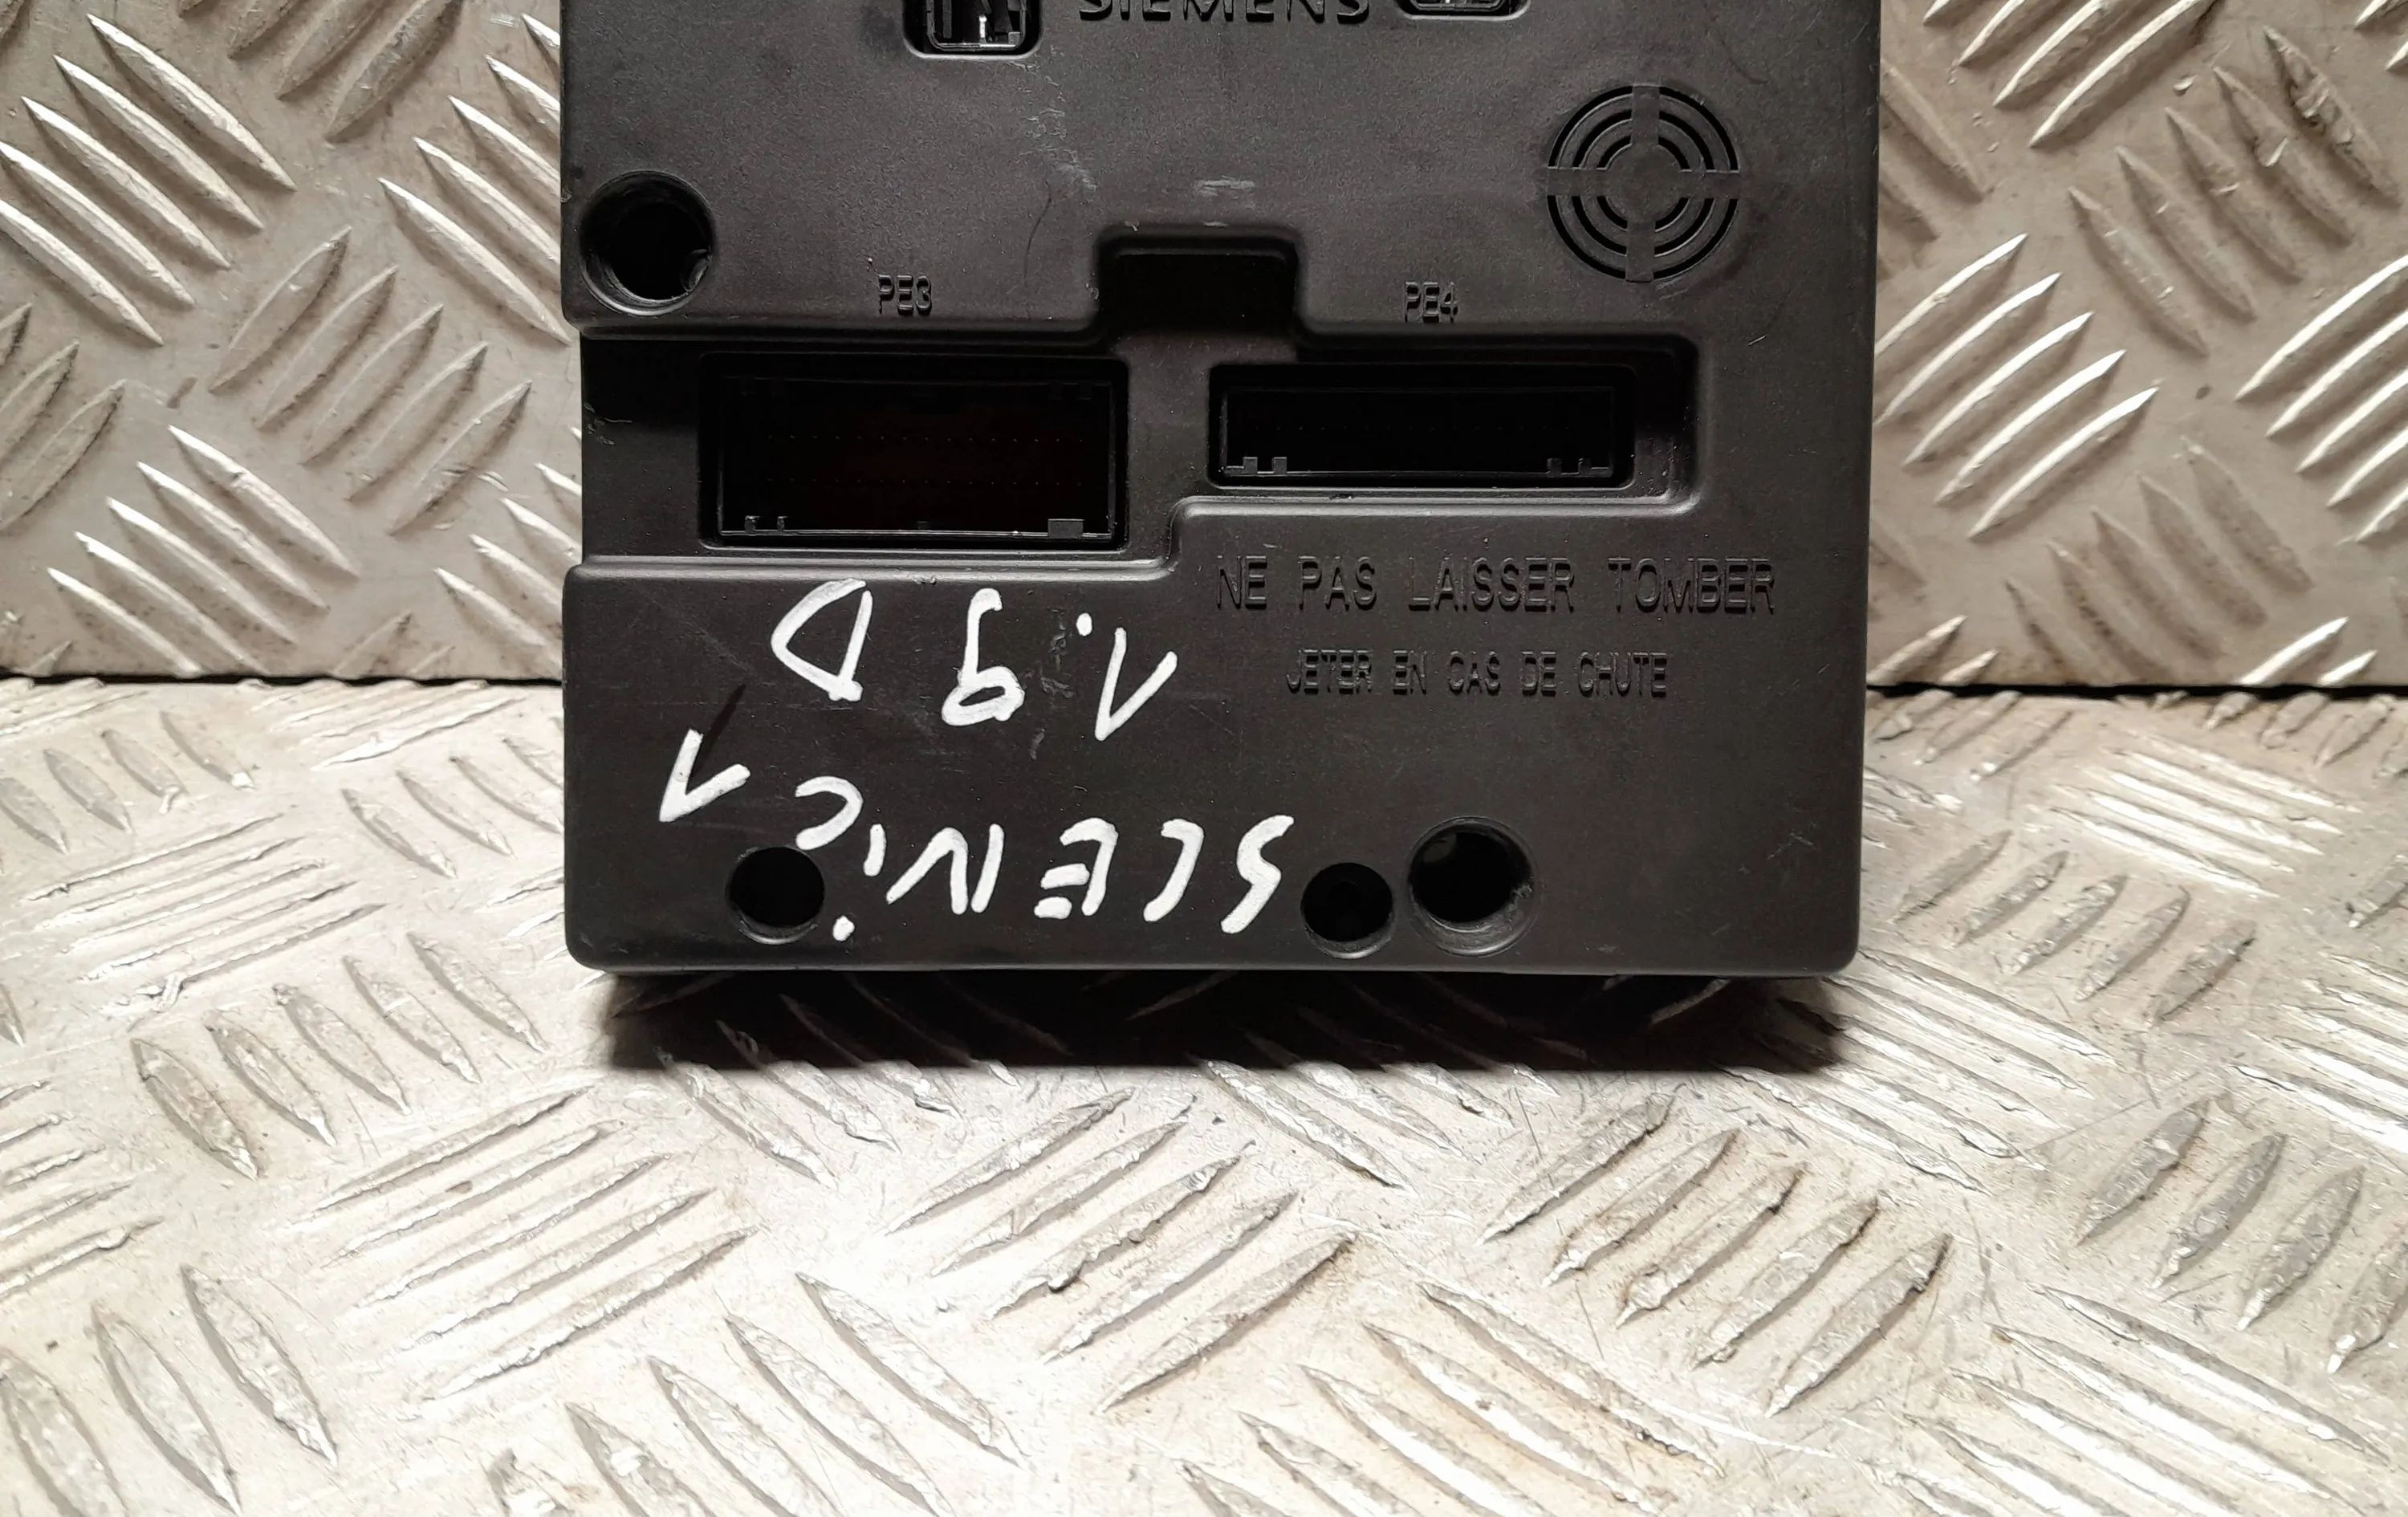 SIEMENS
PE3 PE4
NE PAS LAISSER TOMBER
JETER EN CAS DE CHUTE
SCENiC 1
1.9 D